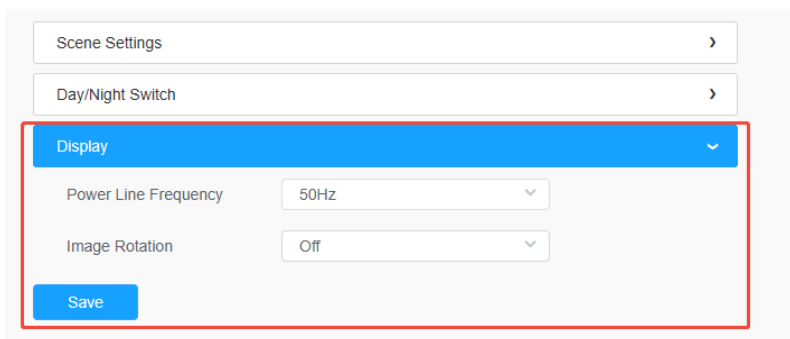 Scene Settings
Day/Night Switch
Display
Power Line Frequency 50Hz
Image Rotation Off
Save